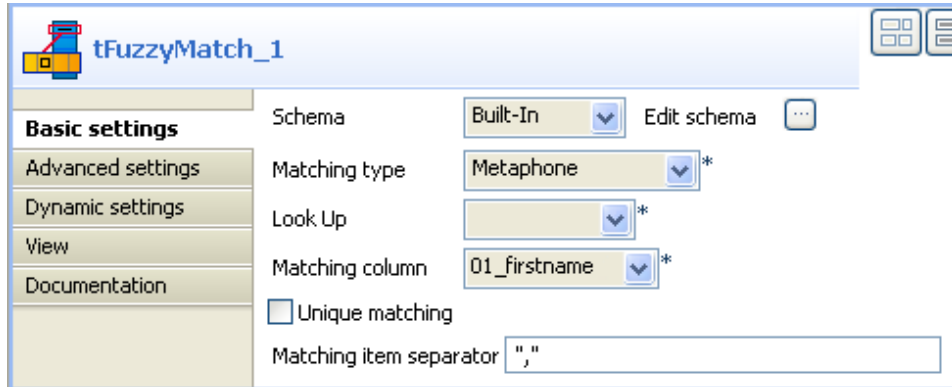 tFuzzyMatch_1
Basic settings
Advanced settings
Dynamic settings
View
Documentation
Schema Built-In Edit schema ...
Matching type Metaphone *
Look Up *
Matching column 01_firstname *
Unique matching
Matching item separator ","